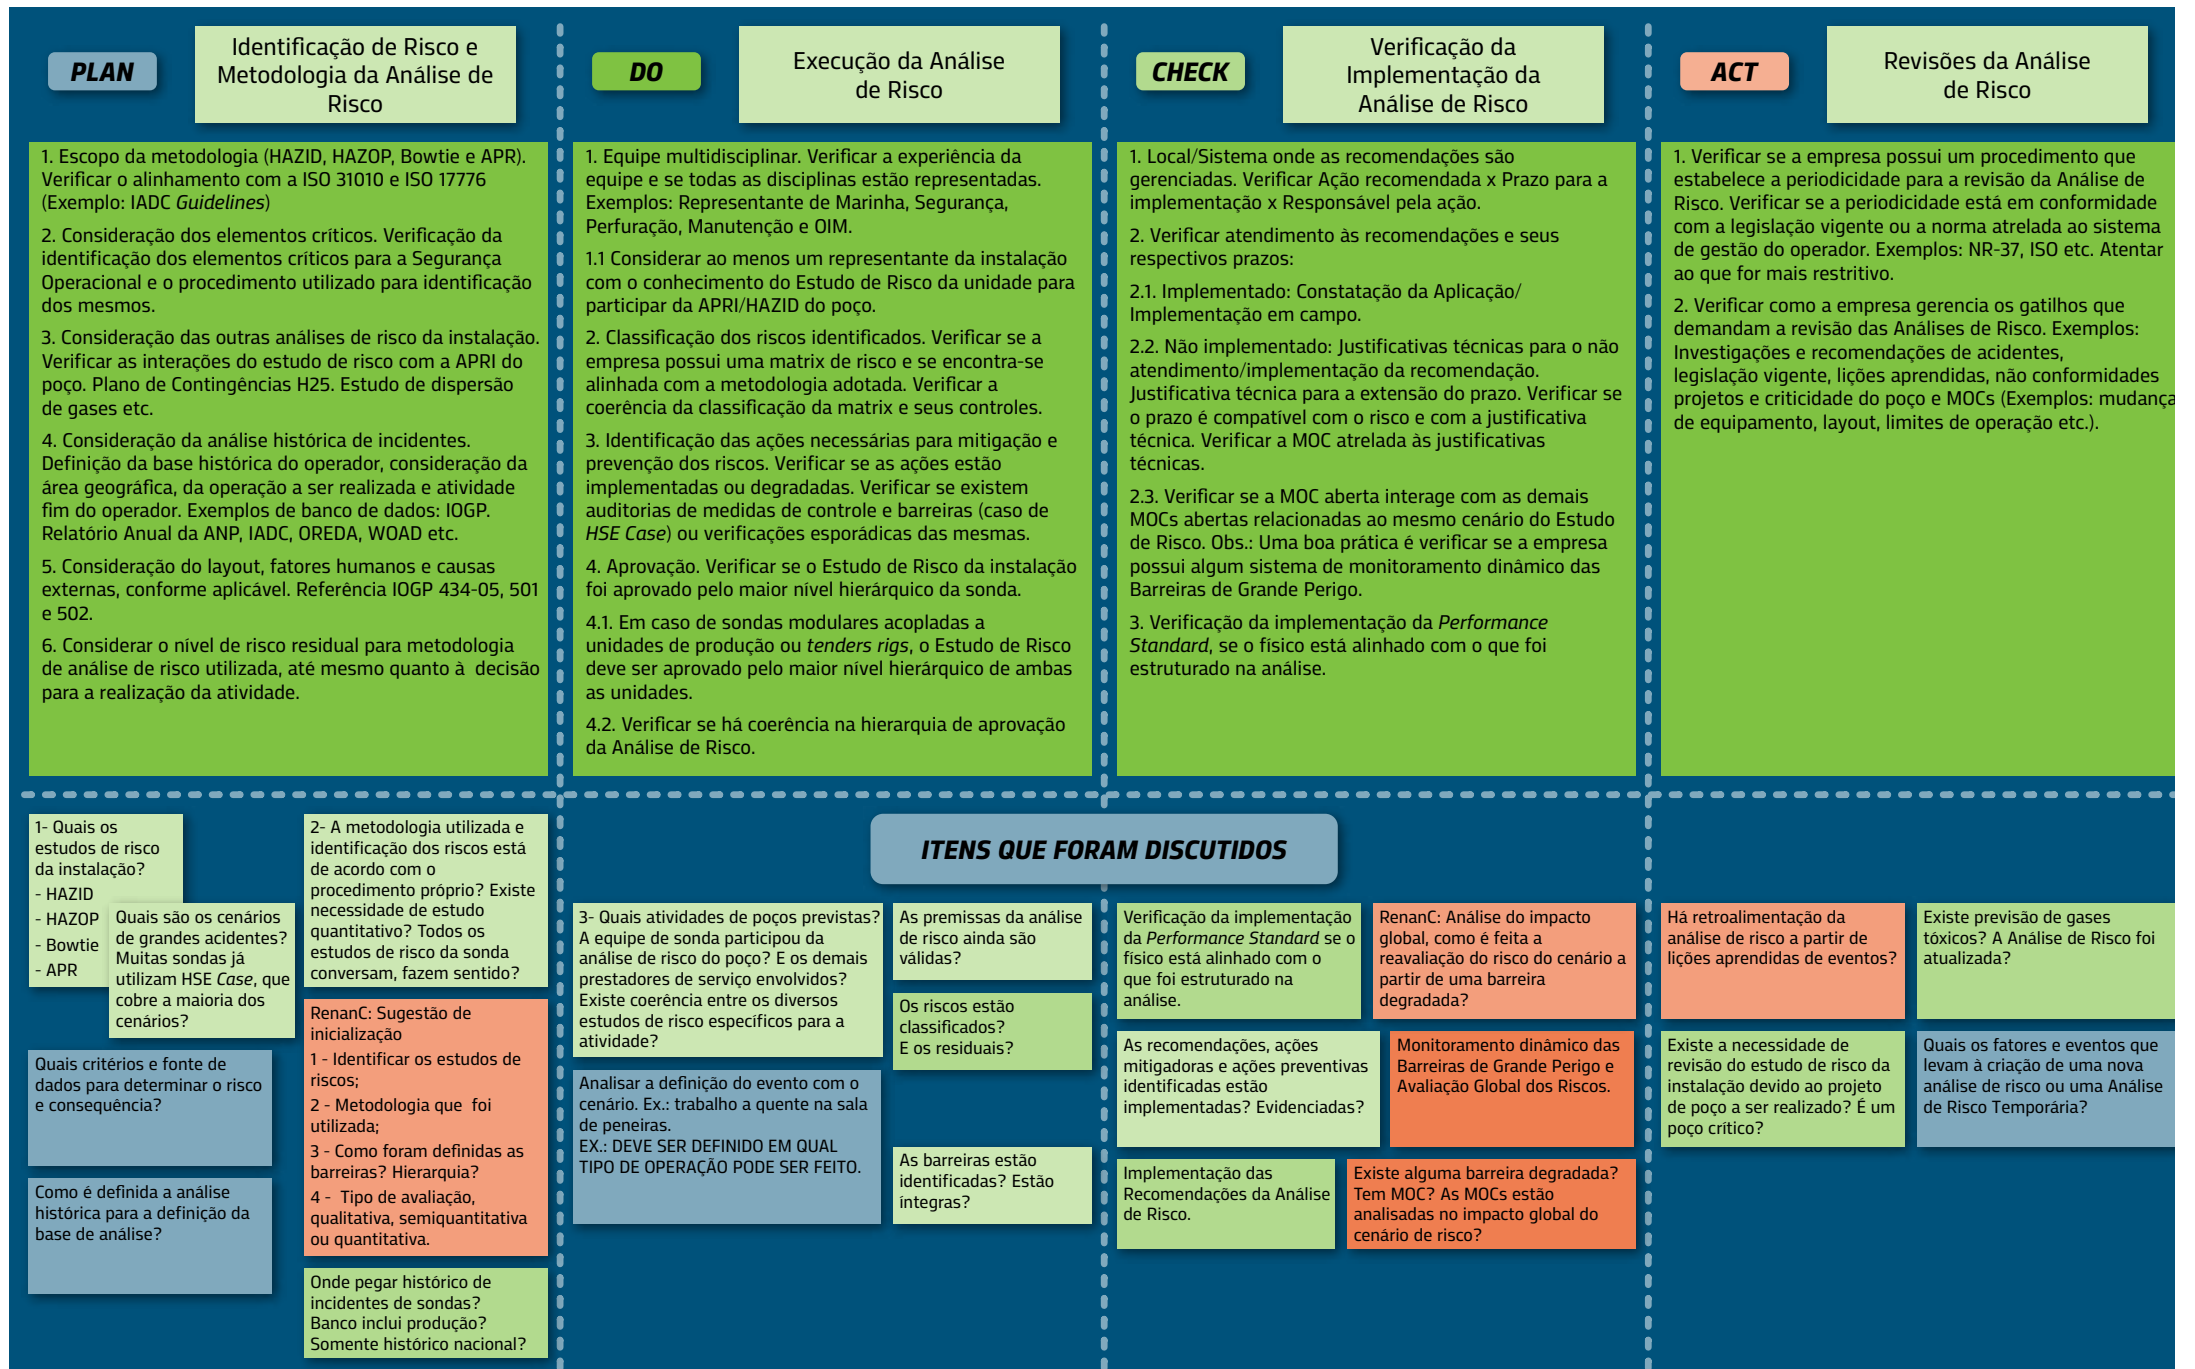 PLAN
Identificação de Risco e
Metodologia da Análise de
Risco
1. Escopo da metodologia (HAZID, HAZOP, Bowtie e APR).
Verificar o alinhamento com a ISO 31010 e ISO 17776
(Exemplo: IADC Guidelines)
2. Consideração dos elementos críticos. Verificação da
identificação dos elementos críticos para a Segurança
Operacional e o procedimento utilizado para identificação
dos mesmos.
3. Consideração das outras análises de risco da instalação.
Verificar as interações do estudo de risco com a APRI do
poço. Plano de Contingências H25. Estudo de dispersão
de gases etc.
4. Consideração da análise histórica de incidentes.
Definição da base histórica do operador, consideração da
área geográfica, da operação a ser realizada e atividade
fim do operador. Exemplos de banco de dados: IOGP.
Relatório Anual da ANP, IADC, OREDA, WOAD etc.
5. Consideração do layout, fatores humanos e causas
externas, conforme aplicável. Referência IOGP 434-05, 501
e 502.
6. Considerar o nível de risco residual para metodologia
de análise de risco utilizada, até mesmo quanto à  decisão
para a realização da atividade.
DO
Execução da Análise
de Risco
1. Equipe multidisciplinar. Verificar a experiência da
equipe e se todas as disciplinas estão representadas.
Exemplos: Representante de Marinha, Segurança,
Perfuração, Manutenção e OIM.
1.1 Considerar ao menos um representante da instalação
com o conhecimento do Estudo de Risco da unidade para
participar da APRI/HAZID do poço.
2. Classificação dos riscos identificados. Verificar se a
empresa possui uma matrix de risco e se encontra-se
alinhada com a metodologia adotada. Verificar a
coerência da classificação da matrix e seus controles.
3. Identificação das ações necessárias para mitigação e
prevenção dos riscos. Verificar se as ações estão
implementadas ou degradadas. Verificar se existem
auditorias de medidas de controle e barreiras (caso de
HSE Case) ou verificações esporádicas das mesmas.
4. Aprovação. Verificar se o Estudo de Risco da instalação
foi aprovado pelo maior nível hierárquico da sonda.
4.1. Em caso de sondas modulares acopladas a
unidades de produção ou tenders rigs, o Estudo de Risco
deve ser aprovado pelo maior nível hierárquico de ambas
as unidades.
4.2. Verificar se há coerência na hierarquia de aprovação
da Análise de Risco.
CHECK
Verificação da
Implementação da
Análise de Risco
1. Local/Sistema onde as recomendações são
gerenciadas. Verificar Ação recomendada x Prazo para a
implementação x Responsável pela ação.
2. Verificar atendimento às recomendações e seus
respectivos prazos:
2.1. Implementado: Constatação da Aplicação/
Implementação em campo.
2.2. Não implementado: Justificativas técnicas para o não
atendimento/implementação da recomendação.
Justificativa técnica para a extensão do prazo. Verificar se
o prazo é compatível com o risco e com a justificativa
técnica. Verificar a MOC atrelada às justificativas
técnicas.
2.3. Verificar se a MOC aberta interage com as demais
MOCs abertas relacionadas ao mesmo cenário do Estudo
de Risco. Obs.: Uma boa prática é verificar se a empresa
possui algum sistema de monitoramento dinâmico das
Barreiras de Grande Perigo.
3. Verificação da implementação da Performance
Standard, se o físico está alinhado com o que foi
estruturado na análise.
ACT
Revisões da Análise
de Risco
1. Verificar se a empresa possui um procedimento que
estabelece a periodicidade para a revisão da Análise de
Risco. Verificar se a periodicidade está em conformidade
com a legislação vigente ou a norma atrelada ao sistema
de gestão do operador. Exemplos: NR-37, ISO etc. Atentar
ao que for mais restritivo.
2. Verificar como a empresa gerencia os gatilhos que
demandam a revisão das Análises de Risco. Exemplos:
Investigações e recomendações de acidentes,
legislação vigente, lições aprendidas, não conformidades
projetos e criticidade do poço e MOCs (Exemplos: mudança
de equipamento, layout, limites de operação etc.).
1- Quais os
estudos de risco
da instalação?
- HAZID
- HAZOP
- Bowtie
- APR
Quais são os cenários
de grandes acidentes?
Muitas sondas já
utilizam HSE Case, que
cobre a maioria dos
cenários?
Quais critérios e fonte de
dados para determinar o risco
e consequência?
Como é definida a análise
histórica para a definição da
base de análise?
2- A metodologia utilizada e
identificação dos riscos está
de acordo com o
procedimento próprio? Existe
necessidade de estudo
quantitativo? Todos os
estudos de risco da sonda
conversam, fazem sentido?
RenanC: Sugestão de
inicialização
1 - Identificar os estudos de
riscos;
2 - Metodologia que  foi
utilizada;
3 - Como foram definidas as
barreiras? Hierarquia?
4 -  Tipo de avaliação,
qualitativa, semiquantitativa
ou quantitativa.
Onde pegar histórico de
incidentes de sondas?
Banco inclui produção?
Somente histórico nacional?
ITENS QUE FORAM DISCUTIDOS
3- Quais atividades de poços previstas?
A equipe de sonda participou da
análise de risco do poço? E os demais
prestadores de serviço envolvidos?
Existe coerência entre os diversos
estudos de risco específicos para a
atividade?
Analisar a definição do evento com o
cenário. Ex.: trabalho a quente na sala
de peneiras.
EX.: DEVE SER DEFINIDO EM QUAL
TIPO DE OPERAÇÃO PODE SER FEITO.
As premissas da análise
de risco ainda são
válidas?
Os riscos estão
classificados?
E os residuais?
As barreiras estão
identificadas? Estão
íntegras?
Verificação da implementação
da Performance Standard se o
físico está alinhado com o
que foi estruturado na
análise.
RenanC: Análise do impacto
global, como é feita a
reavaliação do risco do cenário a
partir de uma barreira
degradada?
As recomendações, ações
mitigadoras e ações preventivas
identificadas estão
implementadas? Evidenciadas?
Monitoramento dinâmico das
Barreiras de Grande Perigo e
Avaliação Global dos Riscos.
Implementação das
Recomendações da Análise
de Risco.
Existe alguma barreira degradada?
Tem MOC? As MOCs estão
analisadas no impacto global do
cenário de risco?
Há retroalimentação da
análise de risco a partir de
lições aprendidas de eventos?
Existe previsão de gases
tóxicos? A Análise de Risco foi
atualizada?
Existe a necessidade de
revisão do estudo de risco da
instalação devido ao projeto
de poço a ser realizado? É um
poço crítico?
Quais os fatores e eventos que
levam à criação de uma nova
análise de risco ou uma Análise
de Risco Temporária?